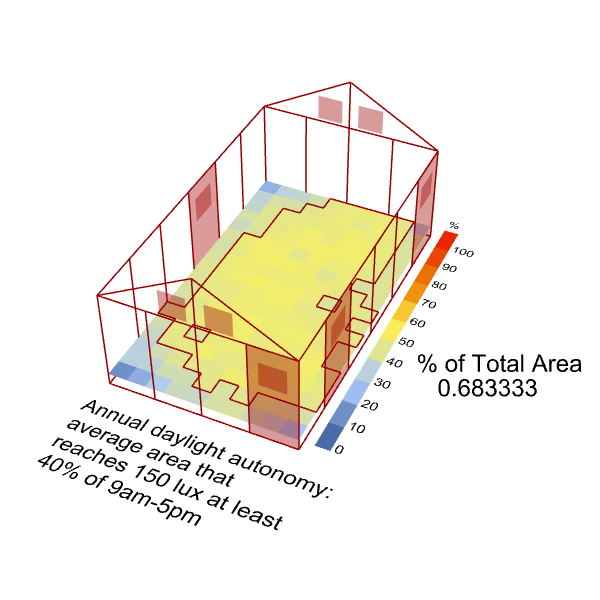 %
100
90
80
70
60
50
40
30
20
10
0
% of Total Area
0.683333
Annual daylight autonomy:
average area that
reaches 150 lux at least
40% of 9am-5pm